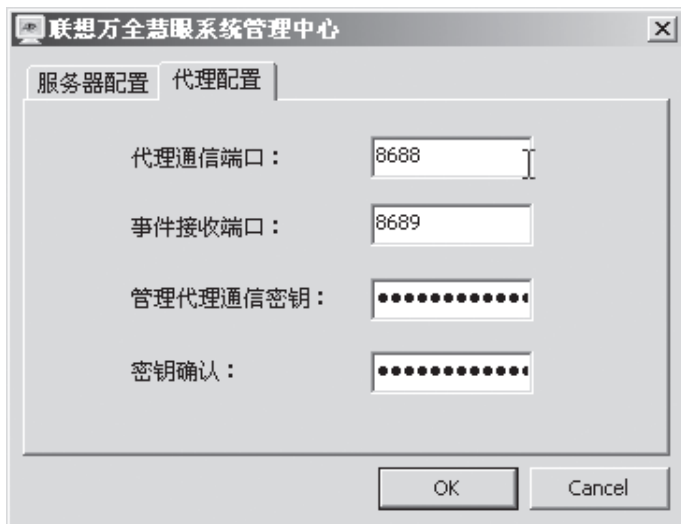 联想万全慧眼系统管理中心
服务器配置 代理配置
代理通信端口： 8688
事件接收端口： 8689
管理代理通信密钥： ●●●●●●●●●●●●
密钥确认： ●●●●●●●●●●●●
OK Cancel